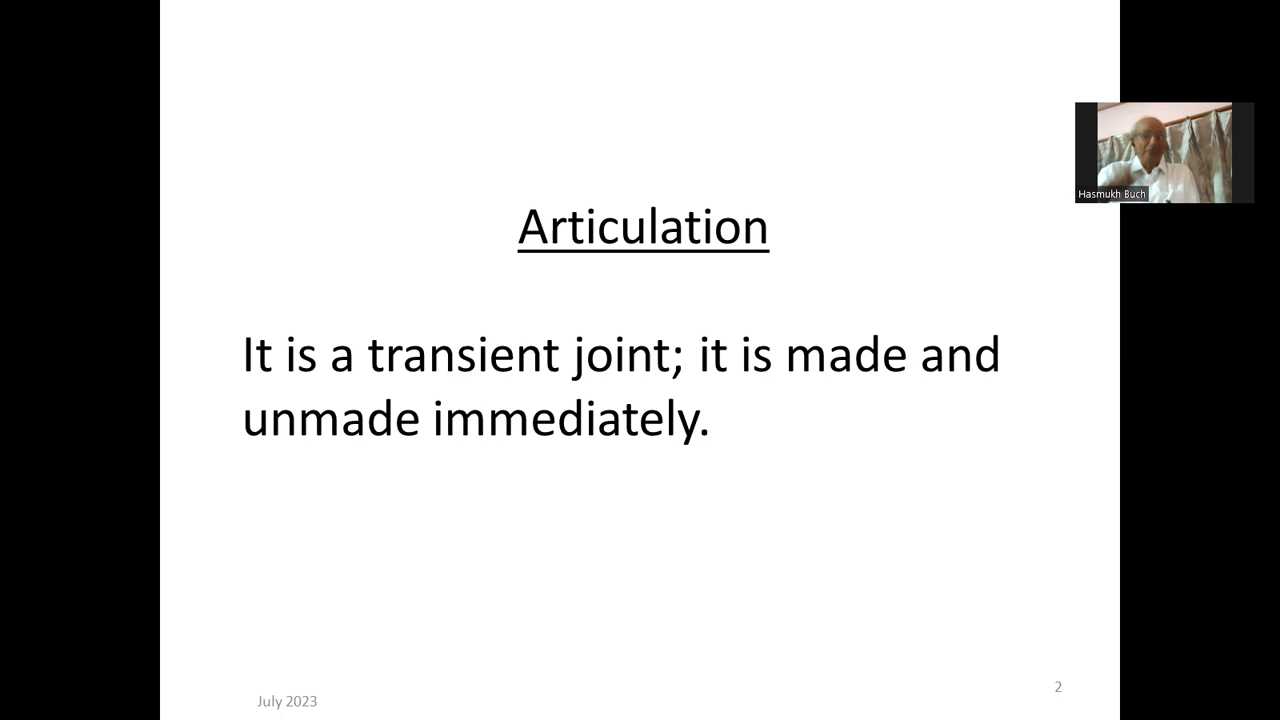 Hasmukh Buch
Articulation
It is a transient joint; it is made and
unmade immediately.
July 2023
2